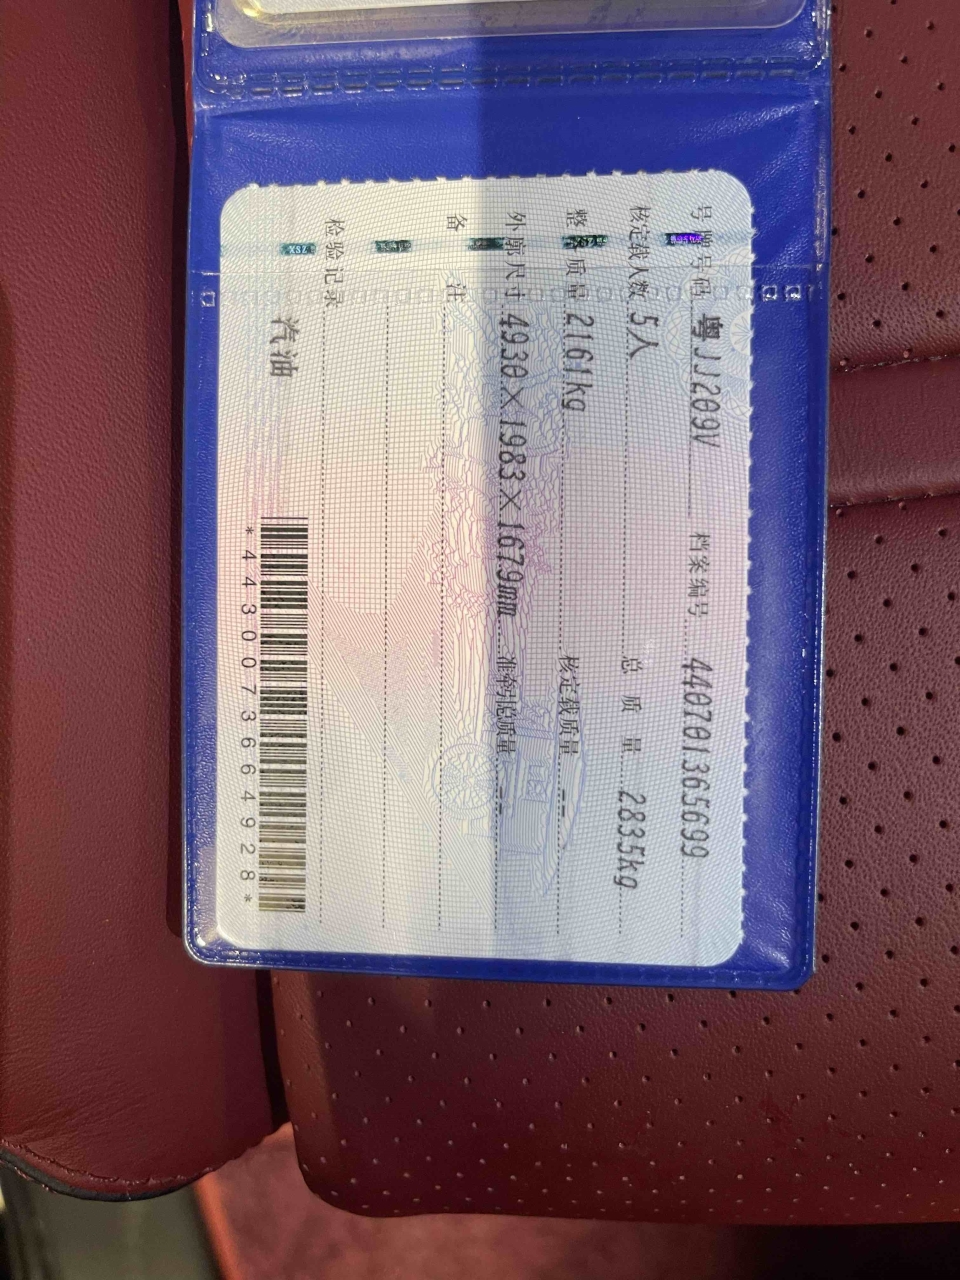 号牌号码 粤JJ209V 档案编号 440701365699
核定载人数 5人 总质量 2835kg
整备质量 2161kg 核定载质量 --
外廓尺寸 4930×1983×1679mm 准牵引总质量 --
备注
检验记录
汽油
*4430073664928*